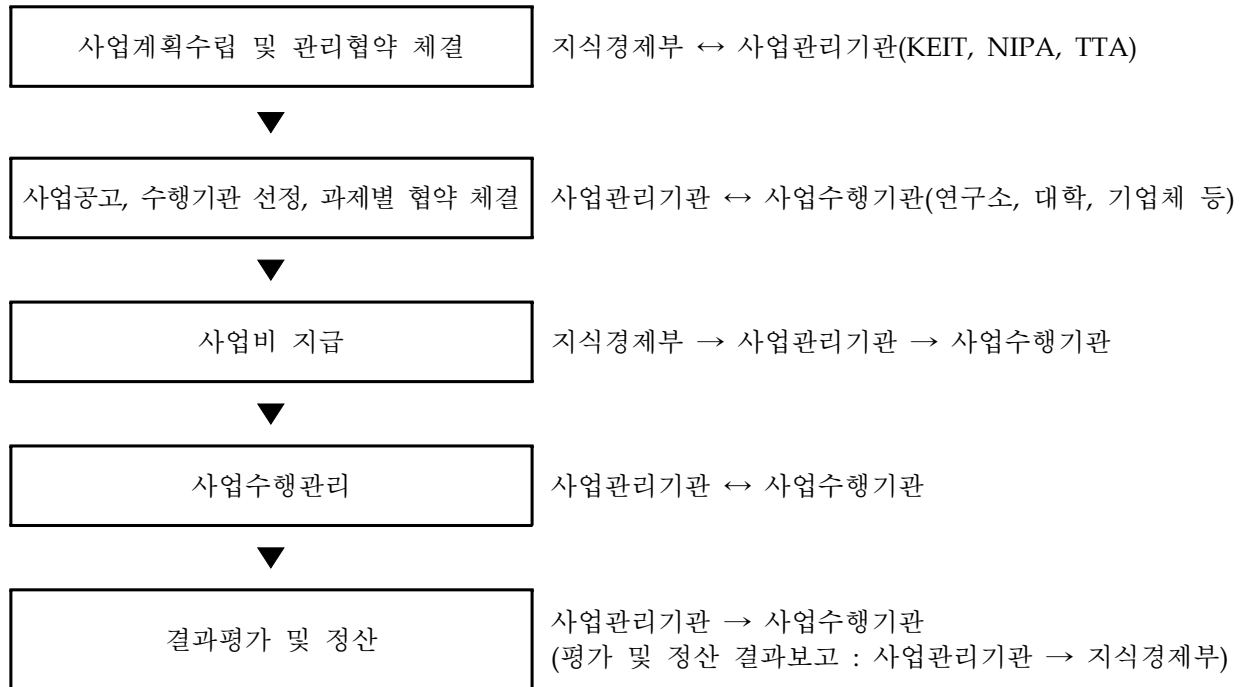 사업계획수립 및 관리협약 체결
지식경제부 ↔ 사업관리기관(KEIT, NIPA, TTA)
▼
사업공고, 수행기관 선정, 과제별 협약 체결
사업관리기관 ↔ 사업수행기관(연구소, 대학, 기업체 등)
▼
사업비 지급
지식경제부 → 사업관리기관 → 사업수행기관
▼
사업수행관리
사업관리기관 ↔ 사업수행기관
▼
결과평가 및 정산
사업관리기관 → 사업수행기관
(평가 및 정산 결과보고 : 사업관리기관 → 지식경제부)